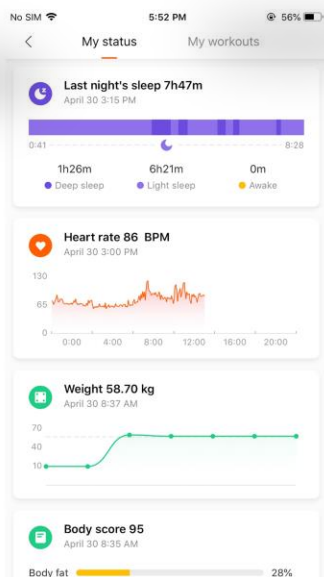 No SIM 5:52 PM 56%
My status My workouts
Last night's sleep 7h47m
April 30 3:15 PM
0:41 8:28
1h26m 6h21m 0m
Deep sleep Light sleep Awake
Heart rate 86 BPM
April 30 3:00 PM
130
65
0
0:00 4:00 8:00 12:00 16:00 20:00
Weight 58.70 kg
April 30 8:37 AM
70
40
10
Body score 95
April 30 8:35 AM
Body fat 28%